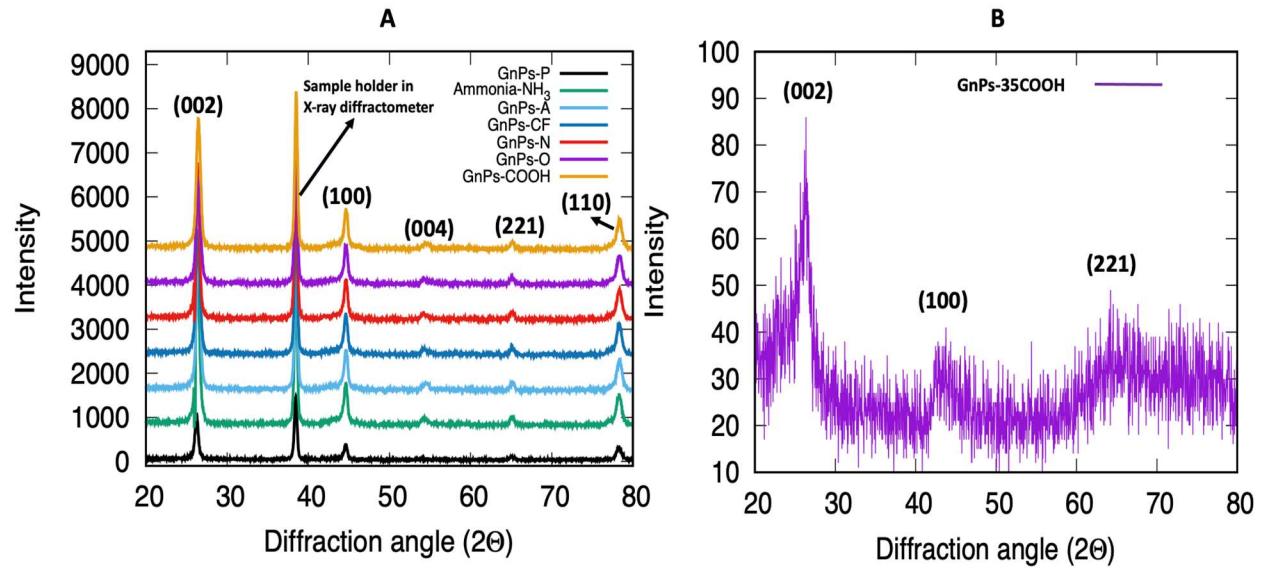 A
Intensity
9000
8000
7000
6000
5000
4000
3000
2000
1000
0
(002)
Sample holder in
X-ray diffractometer
(100)
(004)
(221)
(110)
GnPs-P
Ammonia-NH₃
GnPs-A
GnPs-CF
GnPs-N
GnPs-O
GnPs-COOH
20 30 40 50 60 70 80
Diffraction angle (2Θ)
B
Intensity
100
90
80
70
60
50
40
30
20
10
(002)
GnPs-35COOH
(100)
(221)
20 30 40 50 60 70 80
Diffraction angle (2Θ)